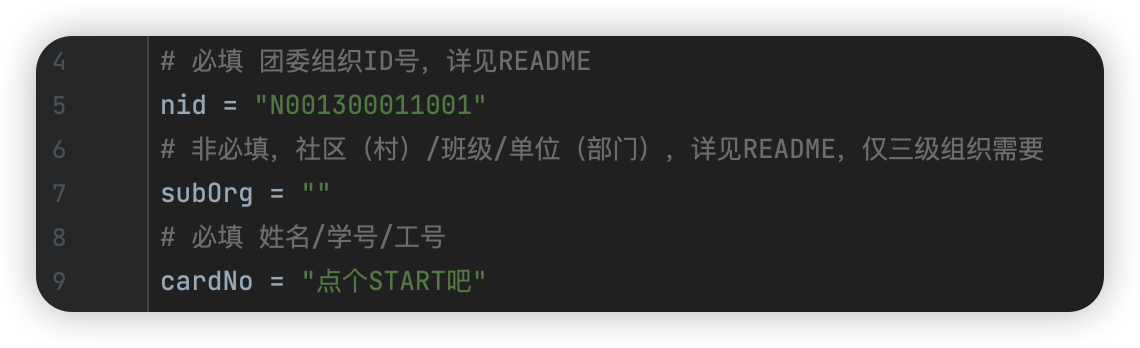 4 # 必填 团委组织ID号，详见README
5 nid = "N001300011001"
6 # 非必填，社区（村）/班级/单位（部门），详见README，仅三级组织需要
7 subOrg = ""
8 # 必填 姓名/学号/工号
9 cardNo = "点个START吧"